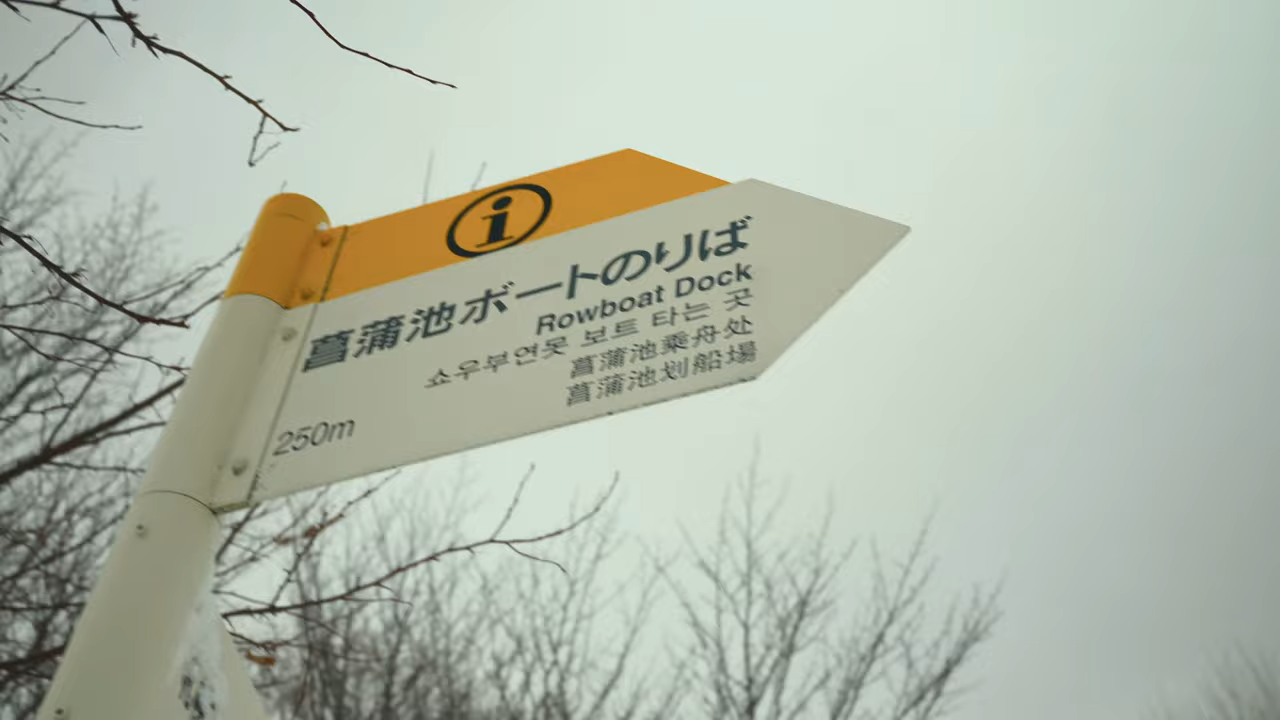 i
菖蒲池ボートのりば
Rowboat Dock
쇼우부연못 보트 타는 곳
菖蒲池乘舟处
菖蒲池划船場
250m